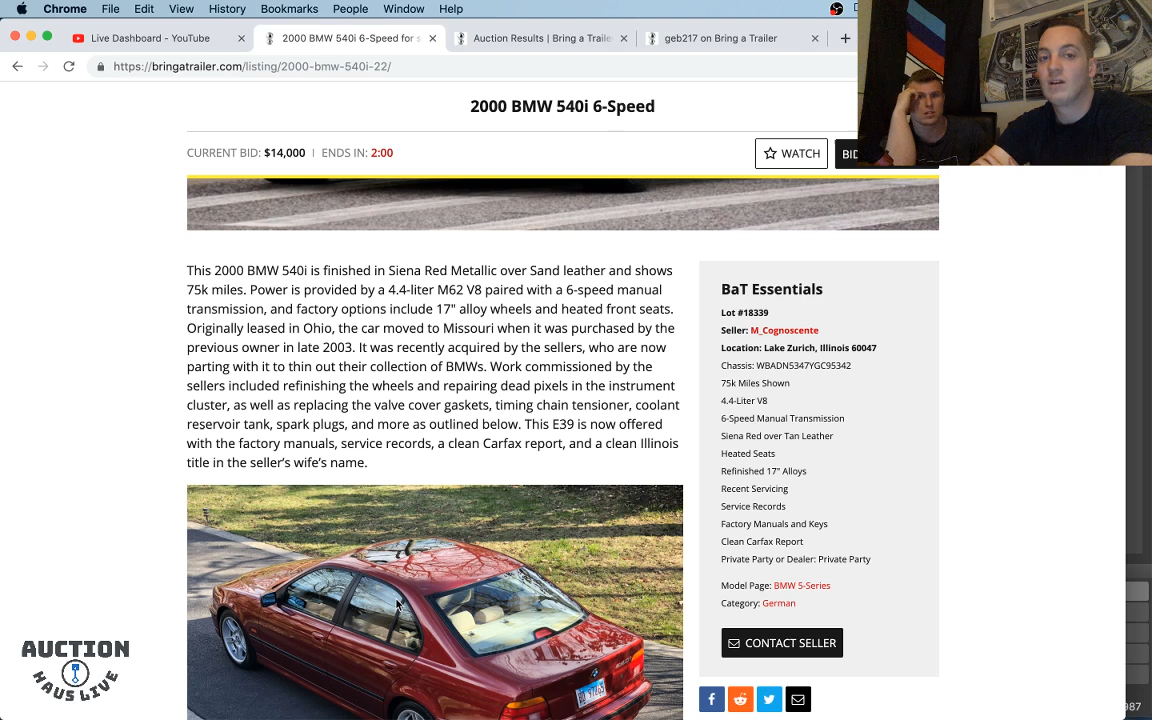 Chrome File Edit View History Bookmarks People Window Help
Live Dashboard - YouTube
2000 BMW 540i 6-Speed for s
Auction Results | Bring a Traile
geb217 on Bring a Trailer
https://bringatrailer.com/listing/2000-bmw-540i-22/
2000 BMW 540i 6-Speed
CURRENT BID: $14,000 | ENDS IN: 2:00
WATCH
BID
This 2000 BMW 540i is finished in Siena Red Metallic over Sand leather and shows
75k miles. Power is provided by a 4.4-liter M62 V8 paired with a 6-speed manual
transmission, and factory options include 17" alloy wheels and heated front seats.
Originally leased in Ohio, the car moved to Missouri when it was purchased by the
previous owner in late 2003. It was recently acquired by the sellers, who are now
parting with it to thin out their collection of BMWs. Work commissioned by the
sellers included refinishing the wheels and repairing dead pixels in the instrument
cluster, as well as replacing the valve cover gaskets, timing chain tensioner, coolant
reservoir tank, spark plugs, and more as outlined below. This E39 is now offered
with the factory manuals, service records, a clean Carfax report, and a clean Illinois
title in the seller's wife's name.
BaT Essentials
Lot #18339
Seller: M_Cognoscente
Location: Lake Zurich, Illinois 60047
Chassis: WBADN5347YGC95342
75k Miles Shown
4.4-Liter V8
6-Speed Manual Transmission
Siena Red over Tan Leather
Heated Seats
Refinished 17" Alloys
Recent Servicing
Service Records
Factory Manuals and Keys
Clean Carfax Report
Private Party or Dealer: Private Party
Model Page: BMW 5-Series
Category: German
CONTACT SELLER
AUCTION
HAUS LIVE
987